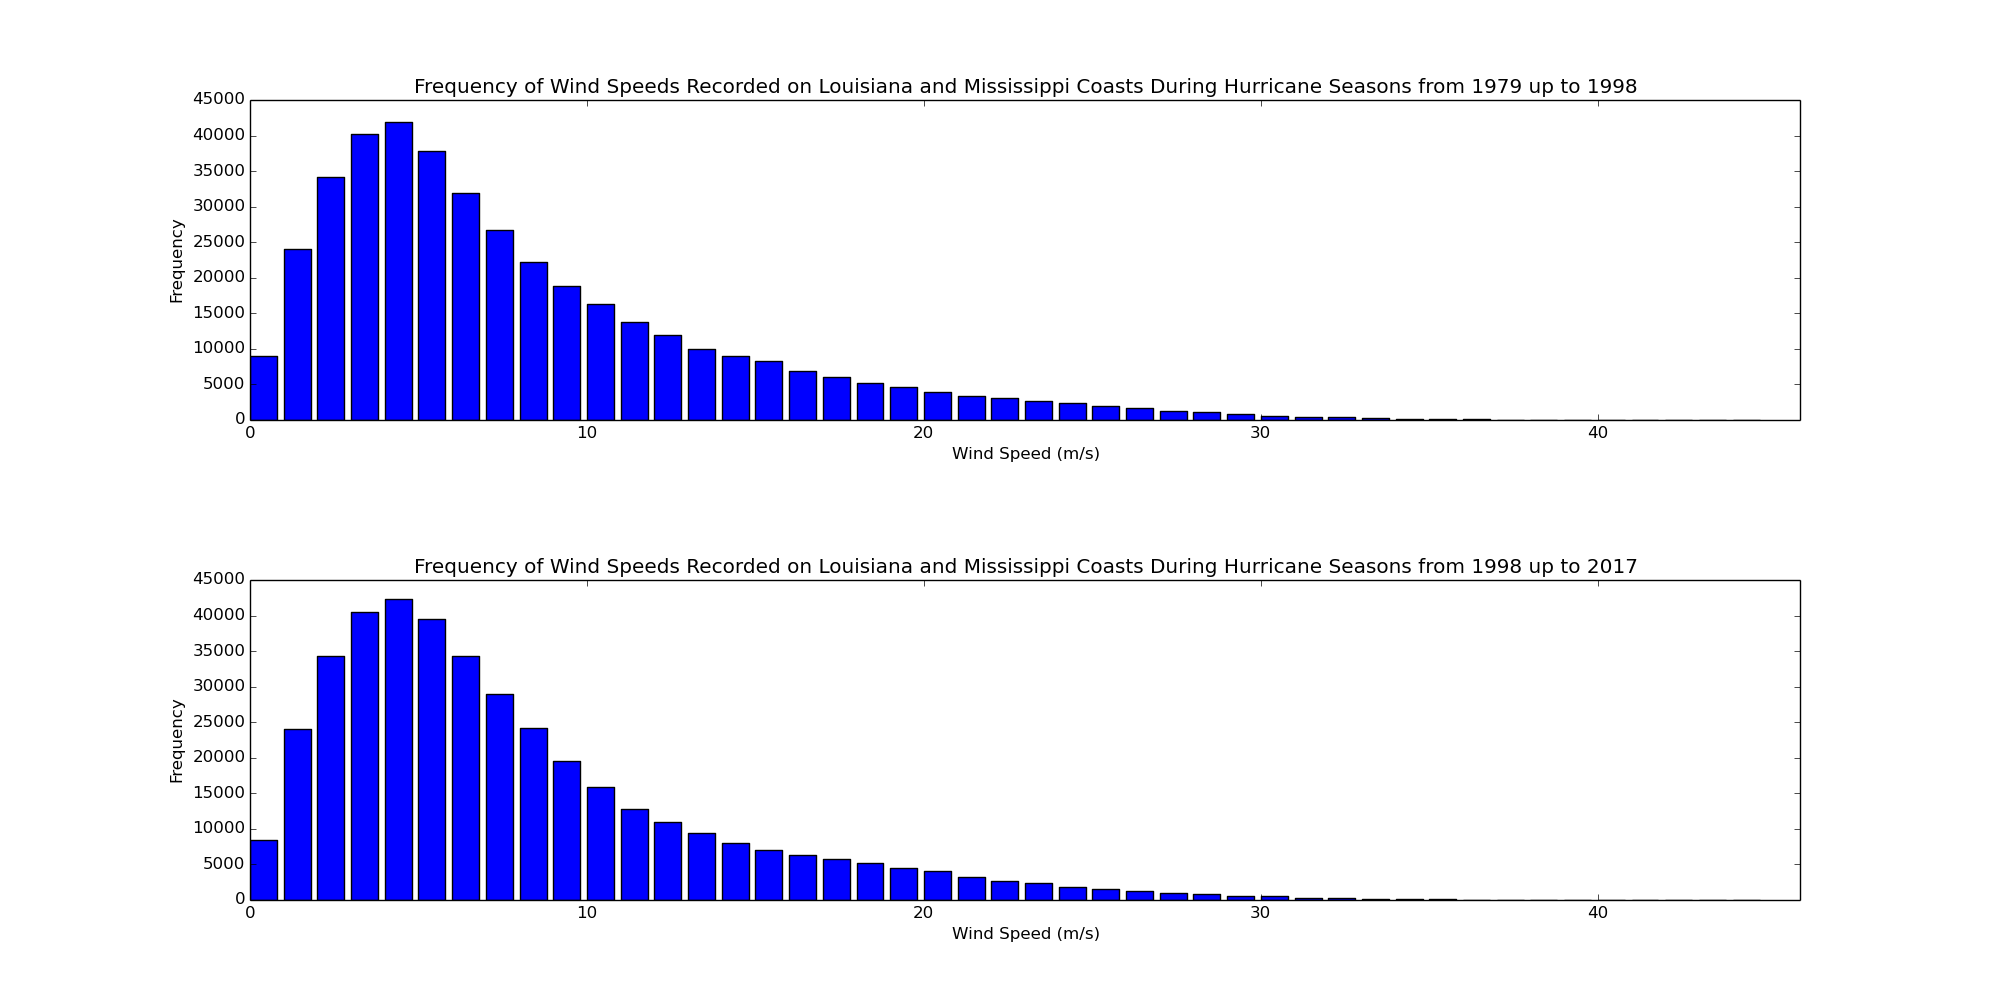 Frequency of Wind Speeds Recorded on Louisiana and Mississippi Coasts During Hurricane Seasons from 1979 up to 1998
45000
40000
35000
30000
25000
20000
15000
10000
5000
0
Frequency
0 10 20 30 40
Wind Speed (m/s)
Frequency of Wind Speeds Recorded on Louisiana and Mississippi Coasts During Hurricane Seasons from 1998 up to 2017
45000
40000
35000
30000
25000
20000
15000
10000
5000
0
Frequency
0 10 20 30 40
Wind Speed (m/s)